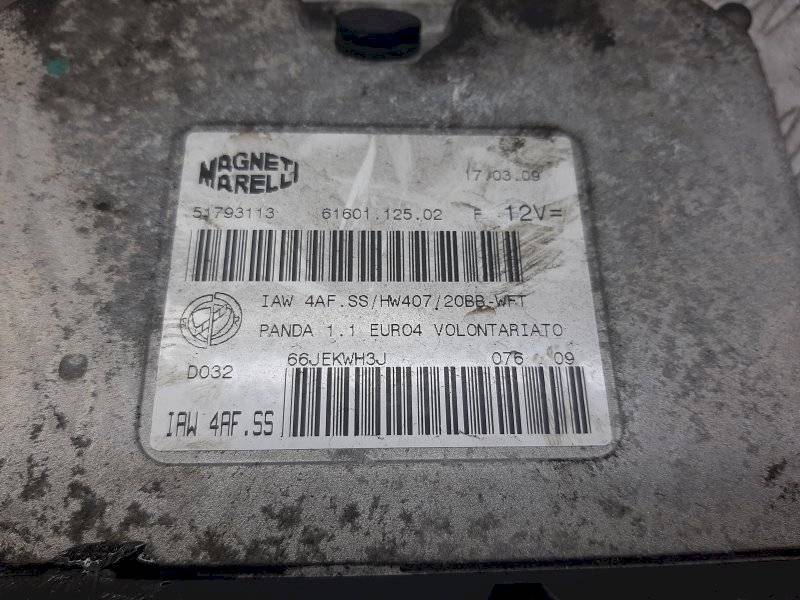 MAGNETI MARELLI
17.03.09
51793113 61601.125.02 F 12V=
IAW 4AF.SS/HW407/20BB-WFT
PANDA 1.1 EURO4 VOLONTARIATO
D032 66JEKWH3J 076 09
IAW 4AF.SS